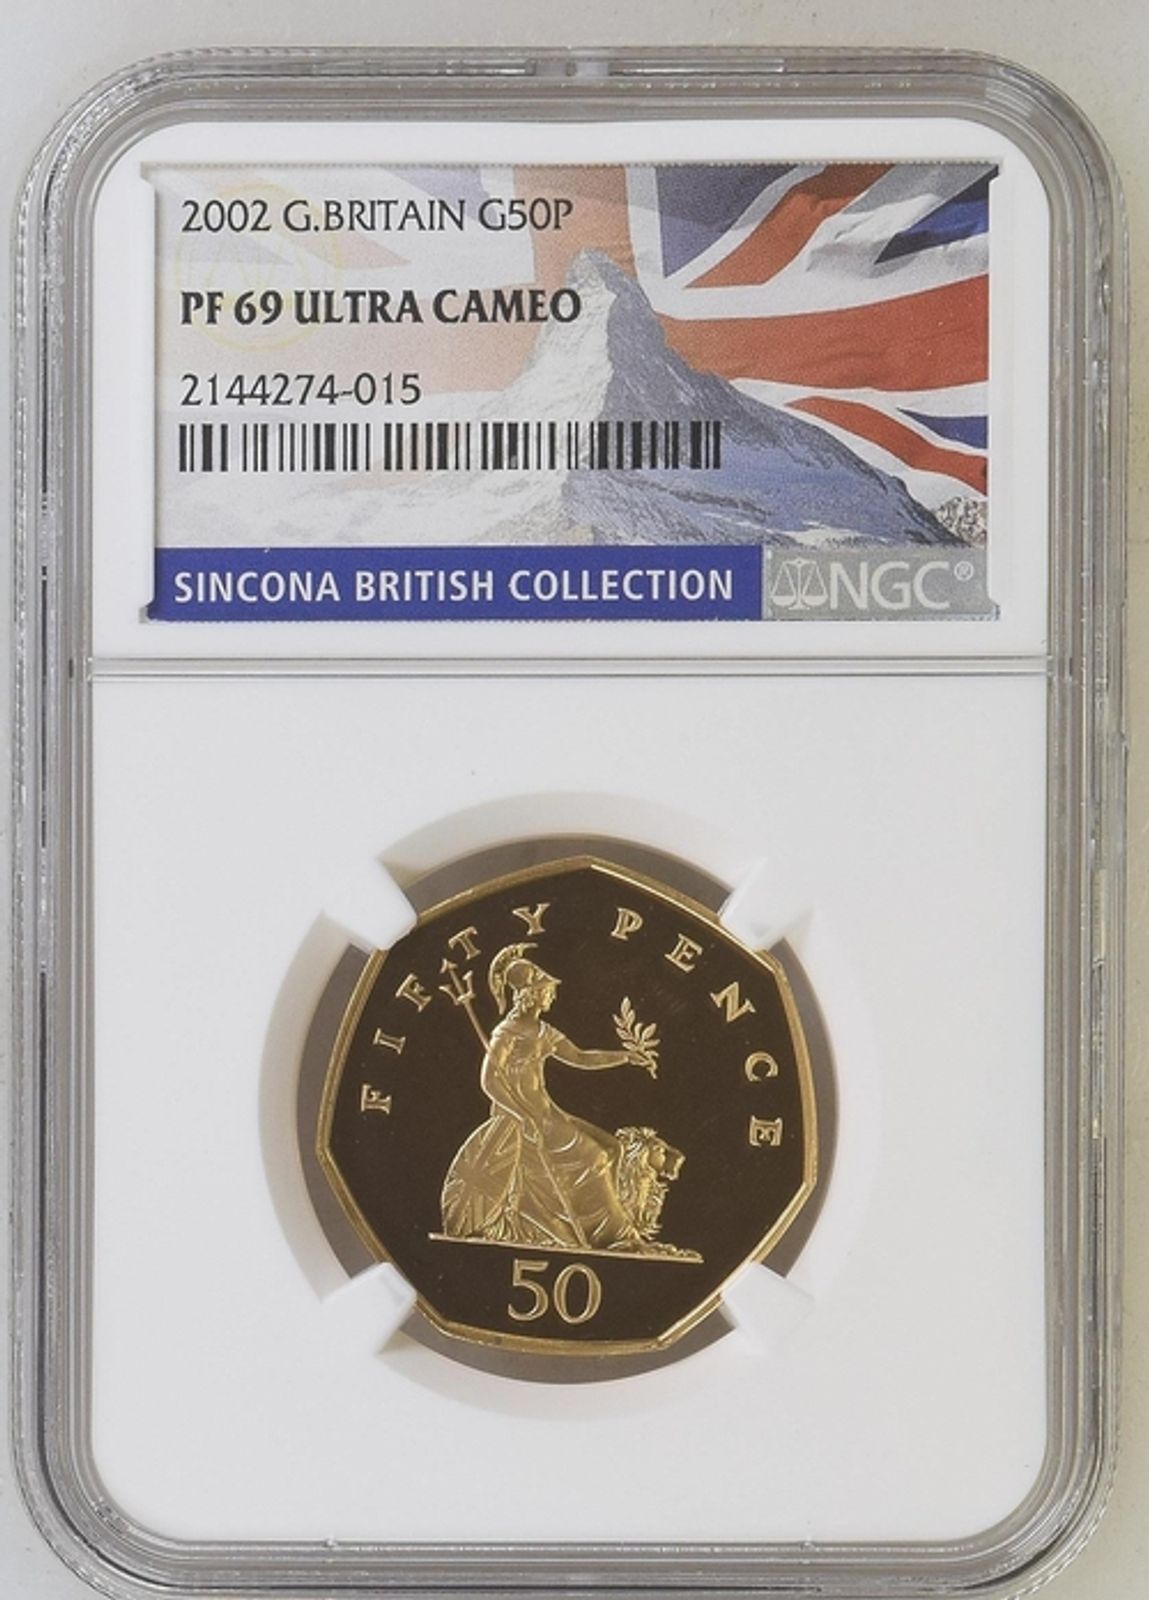 2002 G.BRITAIN G50P
PF 69 ULTRA CAMEO
2144274-015
SINCONA BRITISH COLLECTION
NGC®
FIFTY PENCE
50